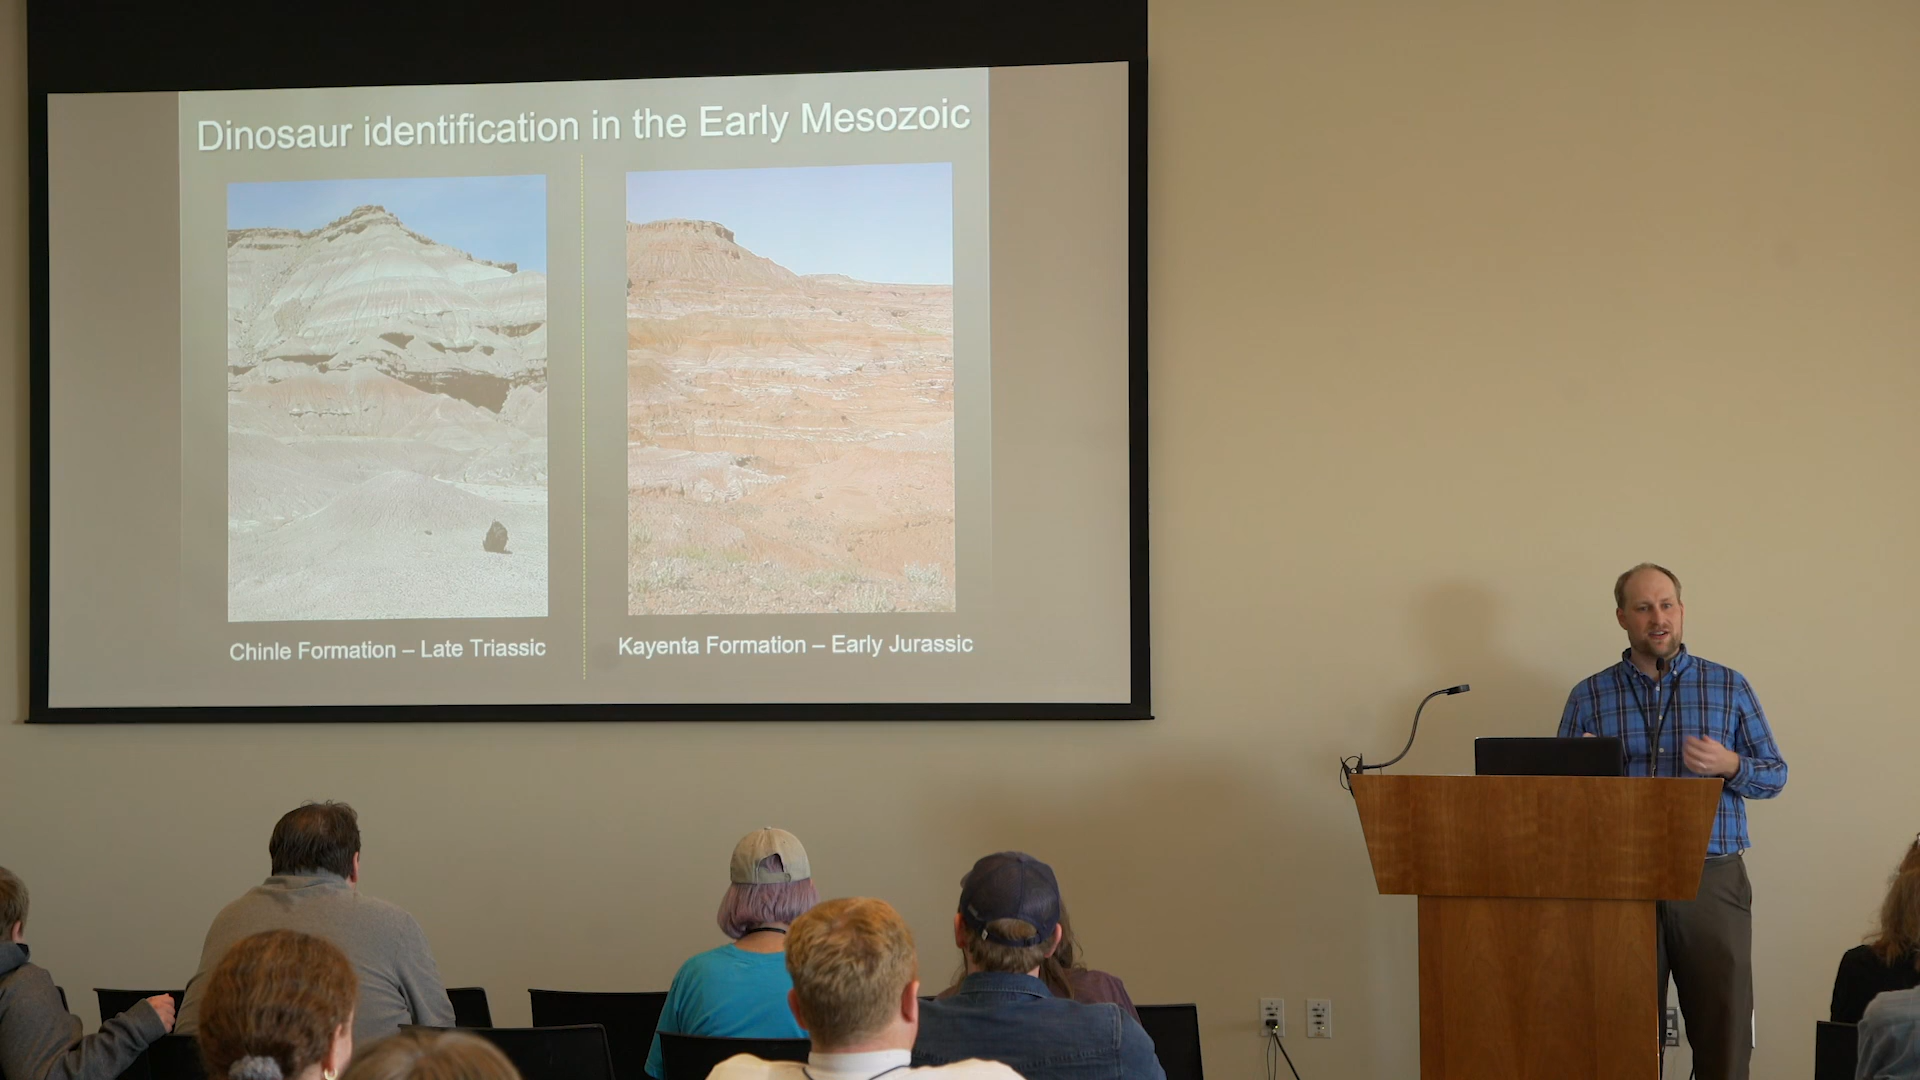 Dinosaur identification in the Early Mesozoic
Chinle Formation – Late Triassic
Kayenta Formation – Early Jurassic